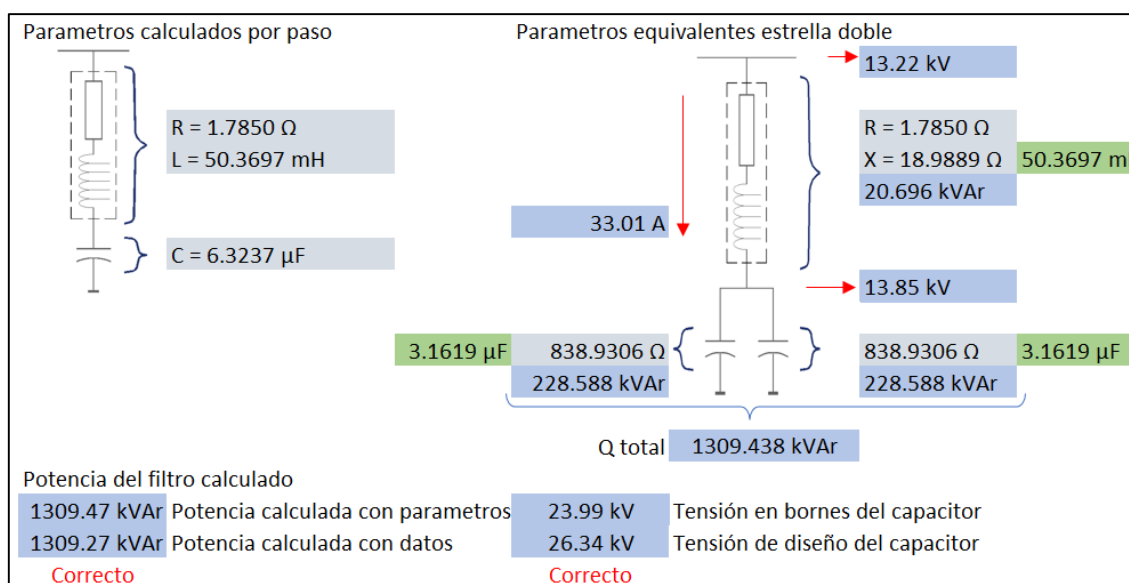 Parametros calculados por paso
Parametros equivalentes estrella doble
13.22 kV
R = 1.7850 Ω
L = 50.3697 mH
R = 1.7850 Ω
X = 18.9889 Ω 50.3697 m
20.696 kVAr
33.01 A
C = 6.3237 µF
13.85 kV
3.1619 µF 838.9306 Ω 838.9306 Ω 3.1619 µF
228.588 kVAr 228.588 kVAr
Q total 1309.438 kVAr
Potencia del filtro calculado
1309.47 kVAr Potencia calculada con parametros 23.99 kV Tensión en bornes del capacitor
1309.27 kVAr Potencia calculada con datos 26.34 kV Tensión de diseño del capacitor
Correcto Correcto